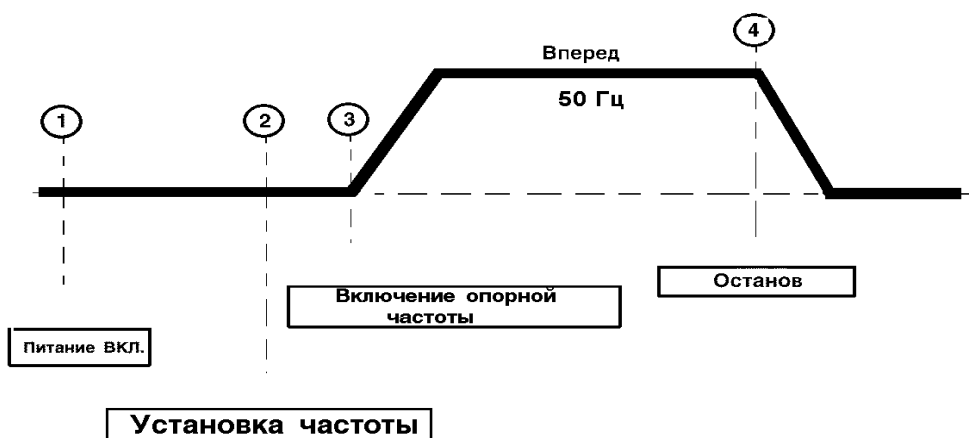 4
Вперед
50 Гц
1
2
3
Останов
Включение опорной
частоты
Питание ВКЛ.
Установка частоты